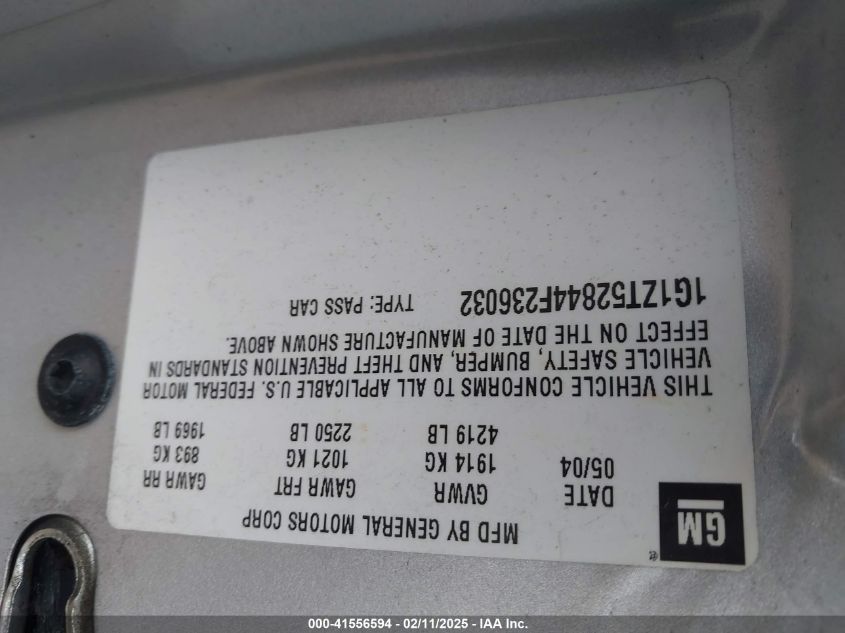 GM
®
MFD BY GENERAL MOTORS CORP
DATE GVWR GAWR FRT GAWR RR
05/04 1914 KG 1021 KG 893 KG
4219 LB 2250 LB 1969 LB
THIS VEHICLE CONFORMS TO ALL APPLICABLE U.S. FEDERAL MOTOR
VEHICLE SAFETY, BUMPER, AND THEFT PREVENTION STANDARDS IN
EFFECT ON THE DATE OF MANUFACTURE SHOWN ABOVE.
1G1ZT52844F236032 TYPE: PASS CAR
000-41556594 - 02/11/2025 - IAA Inc.